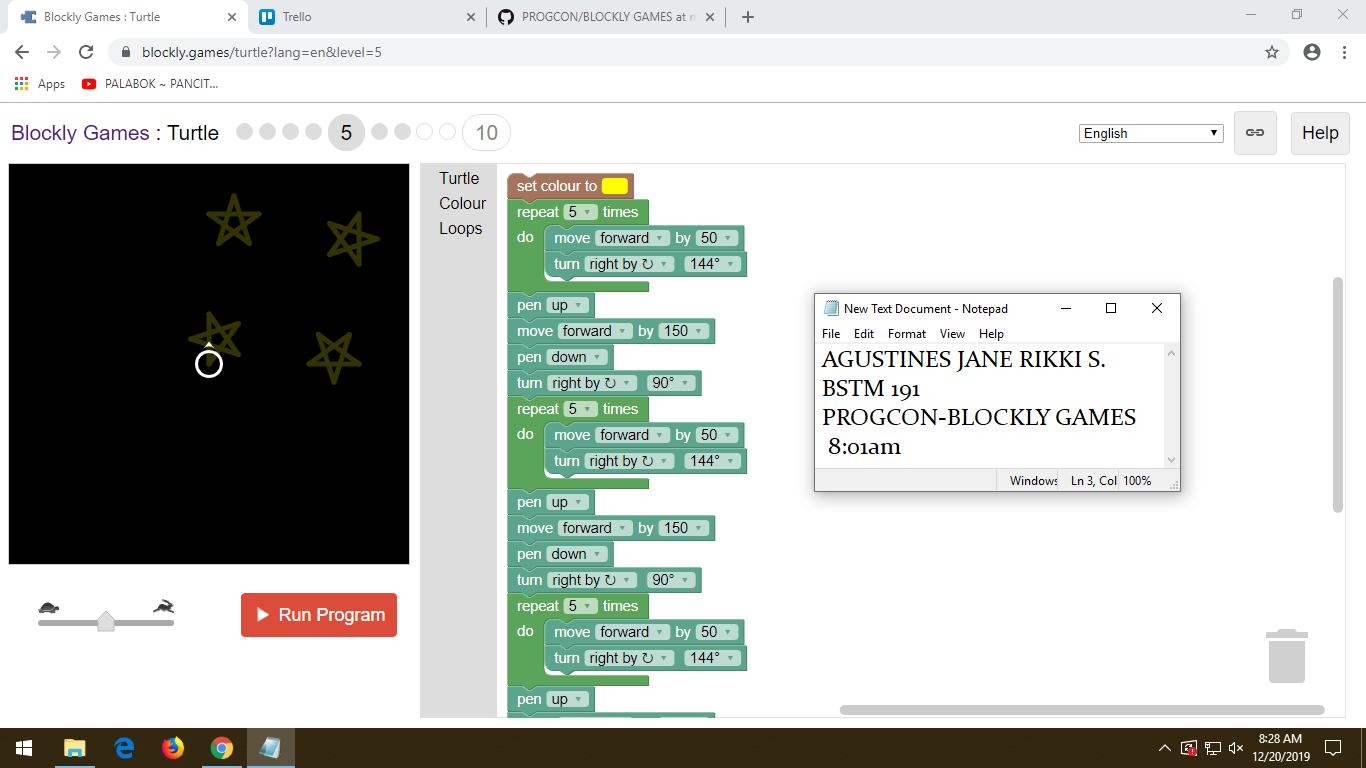 Blockly Games : Turtle
Trello
PROGCON/BLOCKLY GAMES at m
blockly.games/turtle?lang=en&level=5
Apps
PALABOK ~ PANCIT...
Blockly Games : Turtle
5
10
English
Help
Turtle
Colour
Loops
set colour to
repeat 5 times
do move forward by 50
turn right by ↻ 144°
pen up
move forward by 150
pen down
turn right by ↻ 90°
repeat 5 times
do move forward by 50
turn right by ↻ 144°
pen up
move forward by 150
pen down
turn right by ↻ 90°
repeat 5 times
do move forward by 50
turn right by ↻ 144°
pen up
Run Program
New Text Document - Notepad
File Edit Format View Help
AGUSTINES JANE RIKKI S.
BSTM 191
PROGCON-BLOCKLY GAMES
8:01am
Windows Ln 3, Col 100%
8:28 AM
12/20/2019